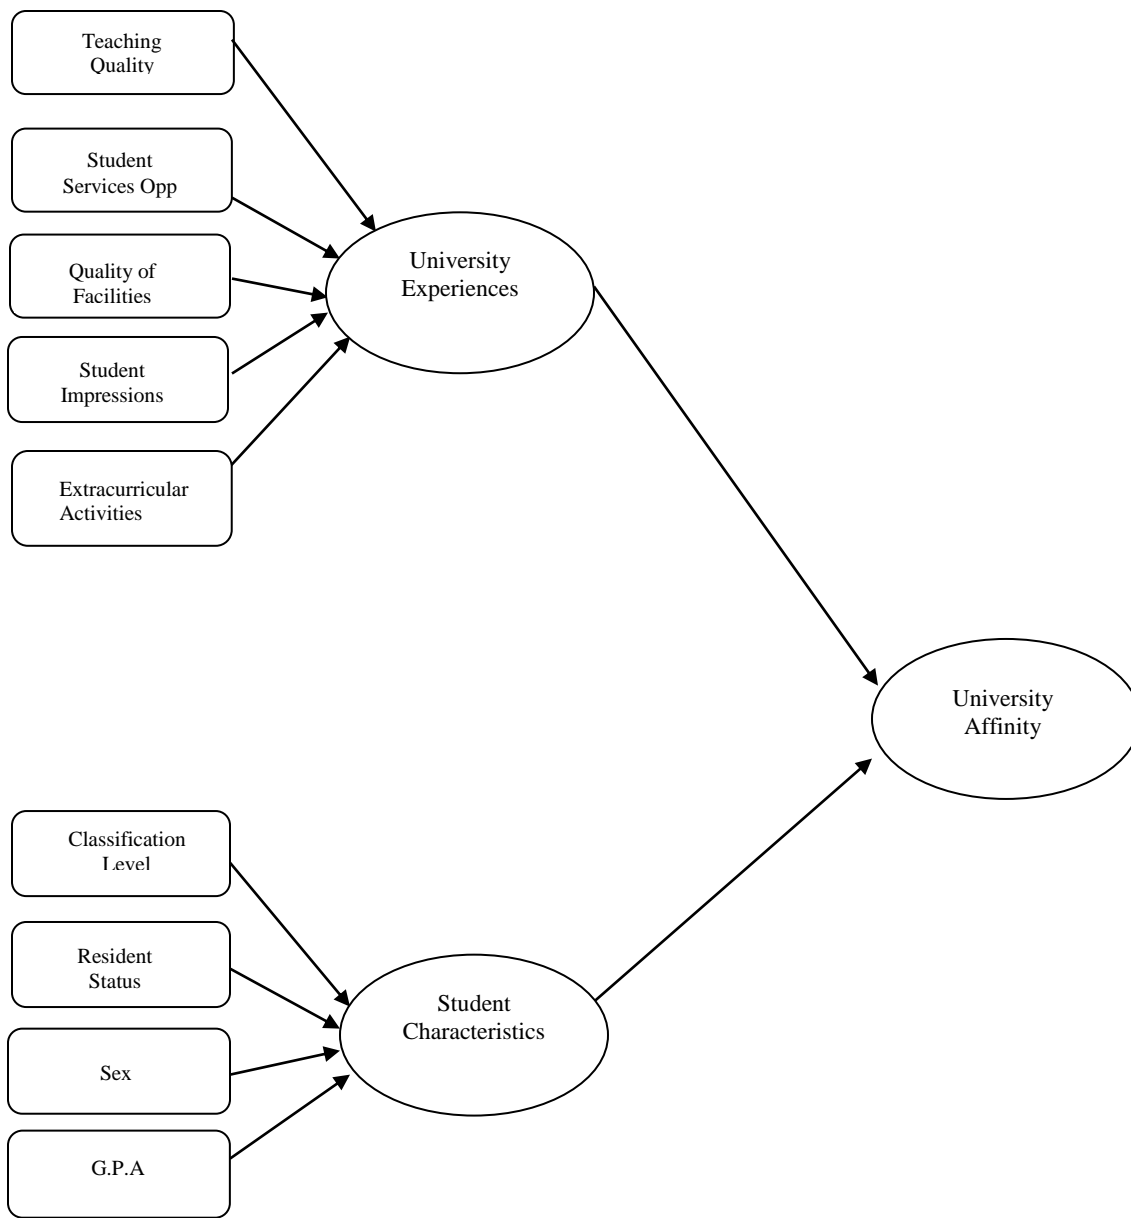 Teaching
Quality
Student
Services Opp
Quality of
Facilities
Student
Impressions
Extracurricular
Activities
University
Experiences
University
Affinity
Classification
Level
Resident
Status
Sex
G.P.A
Student
Characteristics